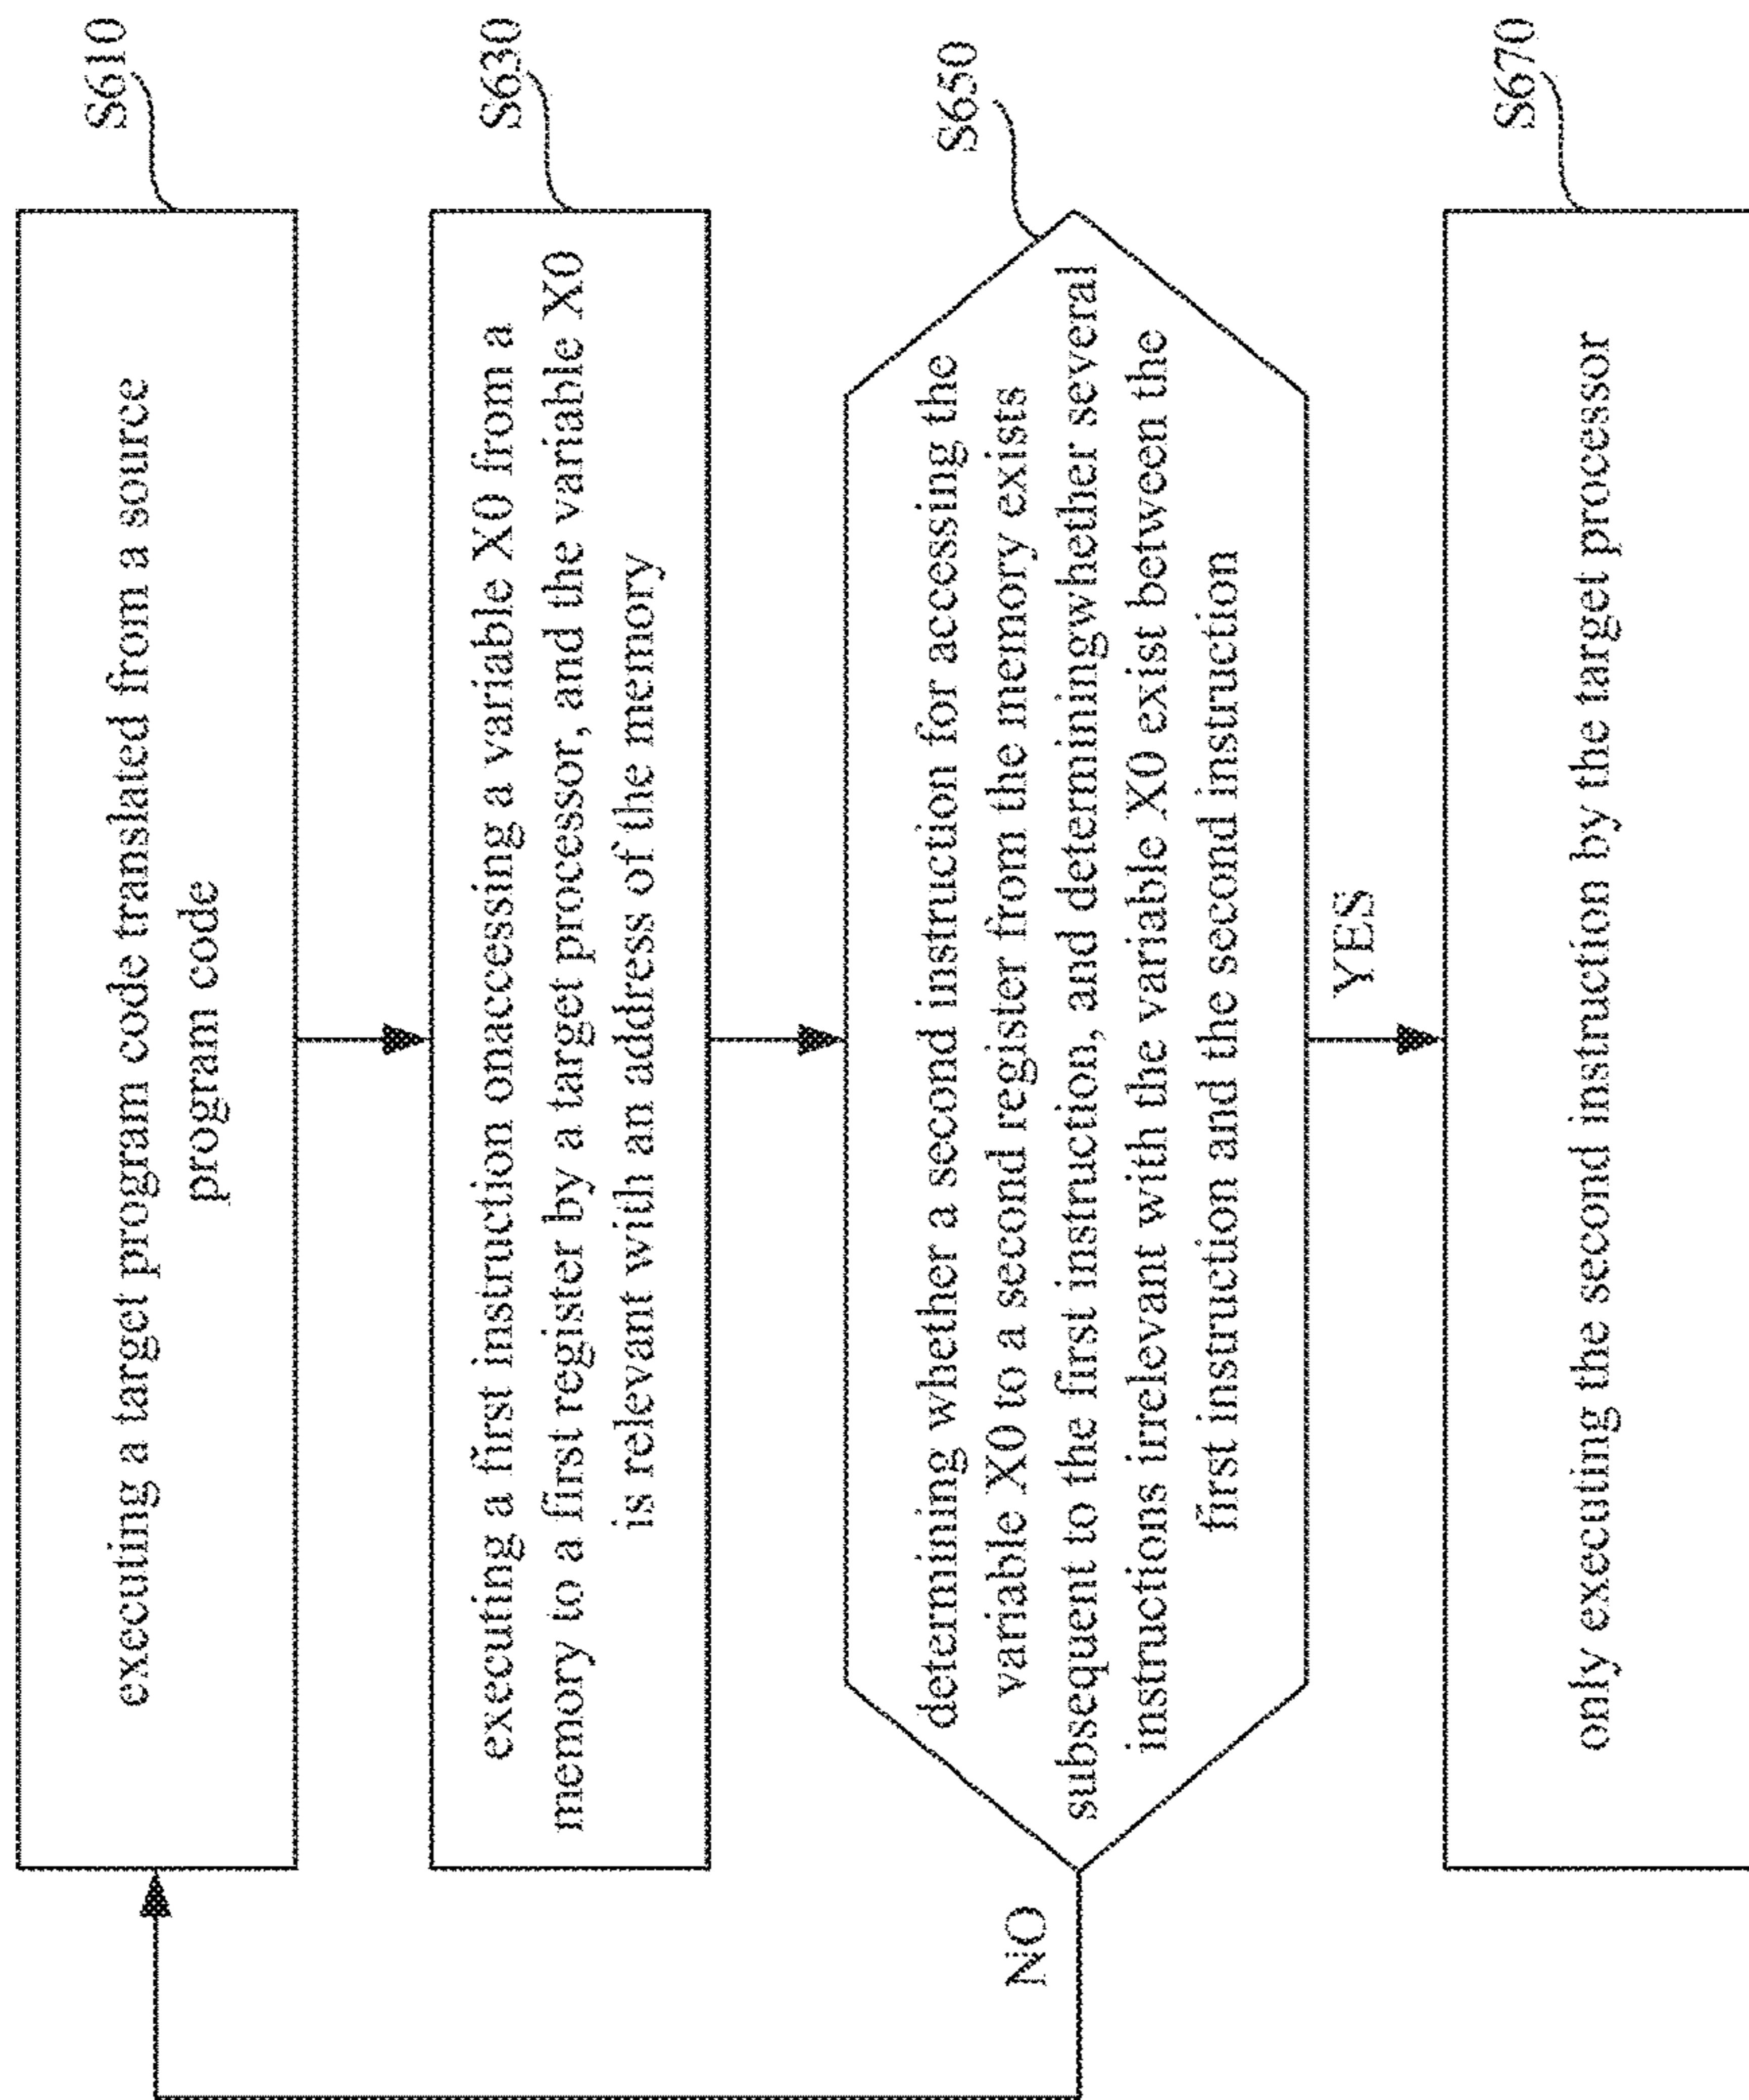 S610
executing a target program code translated from a source
program code
S630
executing a first instruction onaccessing a variable X0 from a
memory to a first register by a target processor, and the variable X0
is relevant with an address of the memory
S650
determining whether a second instruction for accessing the
variable X0 to a second register from the memory exists
subsequent to the first instruction, and determiningwhether several
instructions irrelevant with the variable X0 exist between the
first instruction and the second instruction
NO
YES
S670
only executing the second instruction by the target processor